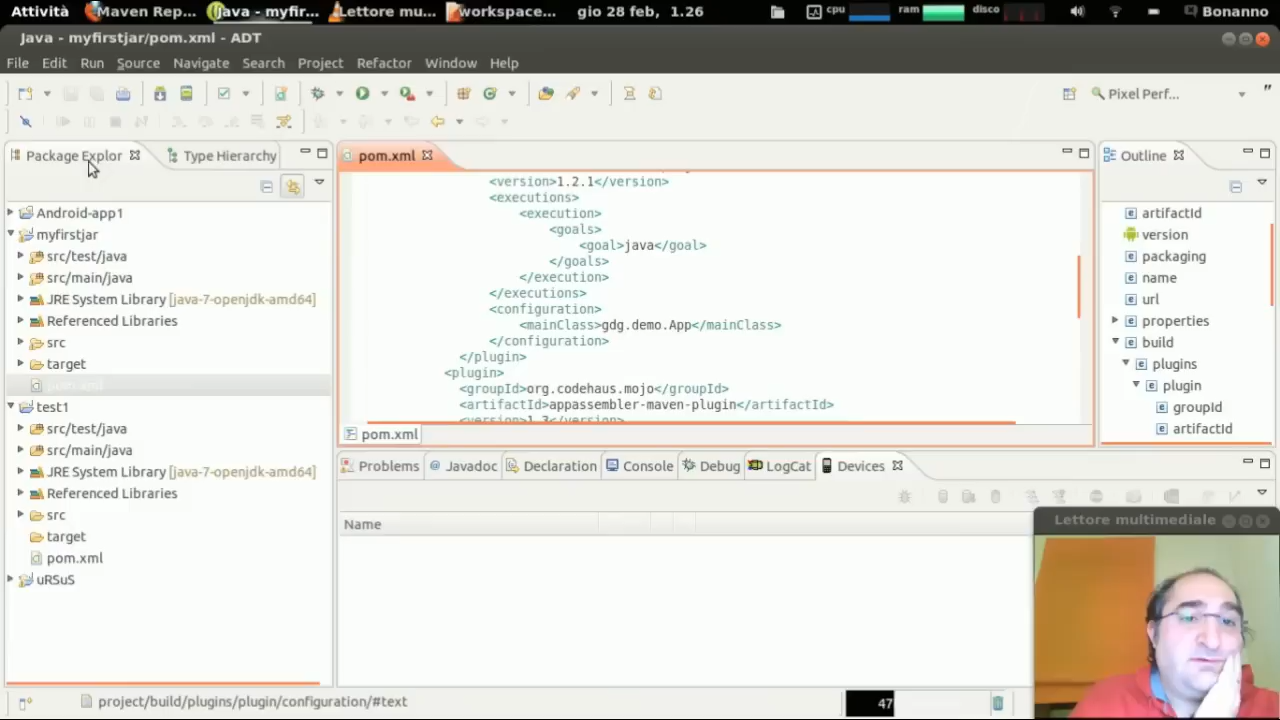 Attività
Maven Rep...
Java - myfir...
Lettore mu...
workspace...
gio 28 feb, 1.26
cpu
ram
disco
Bonanno
Java - myfirstjar/pom.xml - ADT
File Edit Run Source Navigate Search Project Refactor Window Help
Pixel Perf...
"
Package Explor
Type Hierarchy
Android-app1
myfirstjar
src/test/java
src/main/java
JRE System Library [java-7-openjdk-amd64]
Referenced Libraries
src
target
pom.xml
test1
src/test/java
src/main/java
JRE System Library [java-7-openjdk-amd64]
Referenced Libraries
src
target
pom.xml
uRSuS
pom.xml
<version>1.2.1</version>
<executions>
<execution>
<goals>
<goal>java</goal>
</goals>
</execution>
</executions>
<configuration>
<mainClass>gdg.demo.App</mainClass>
</configuration>
</plugin>
<plugin>
<groupId>org.codehaus.mojo</groupId>
<artifactId>appassembler-maven-plugin</artifactId>
<version>1.3</version>
pom.xml
Outline
artifactId
version
packaging
name
url
properties
build
plugins
plugin
groupId
artifactId
Problems
Javadoc
Declaration
Console
Debug
LogCat
Devices
Name
Lettore multimediale
project/build/plugins/plugin/configuration/#text
47